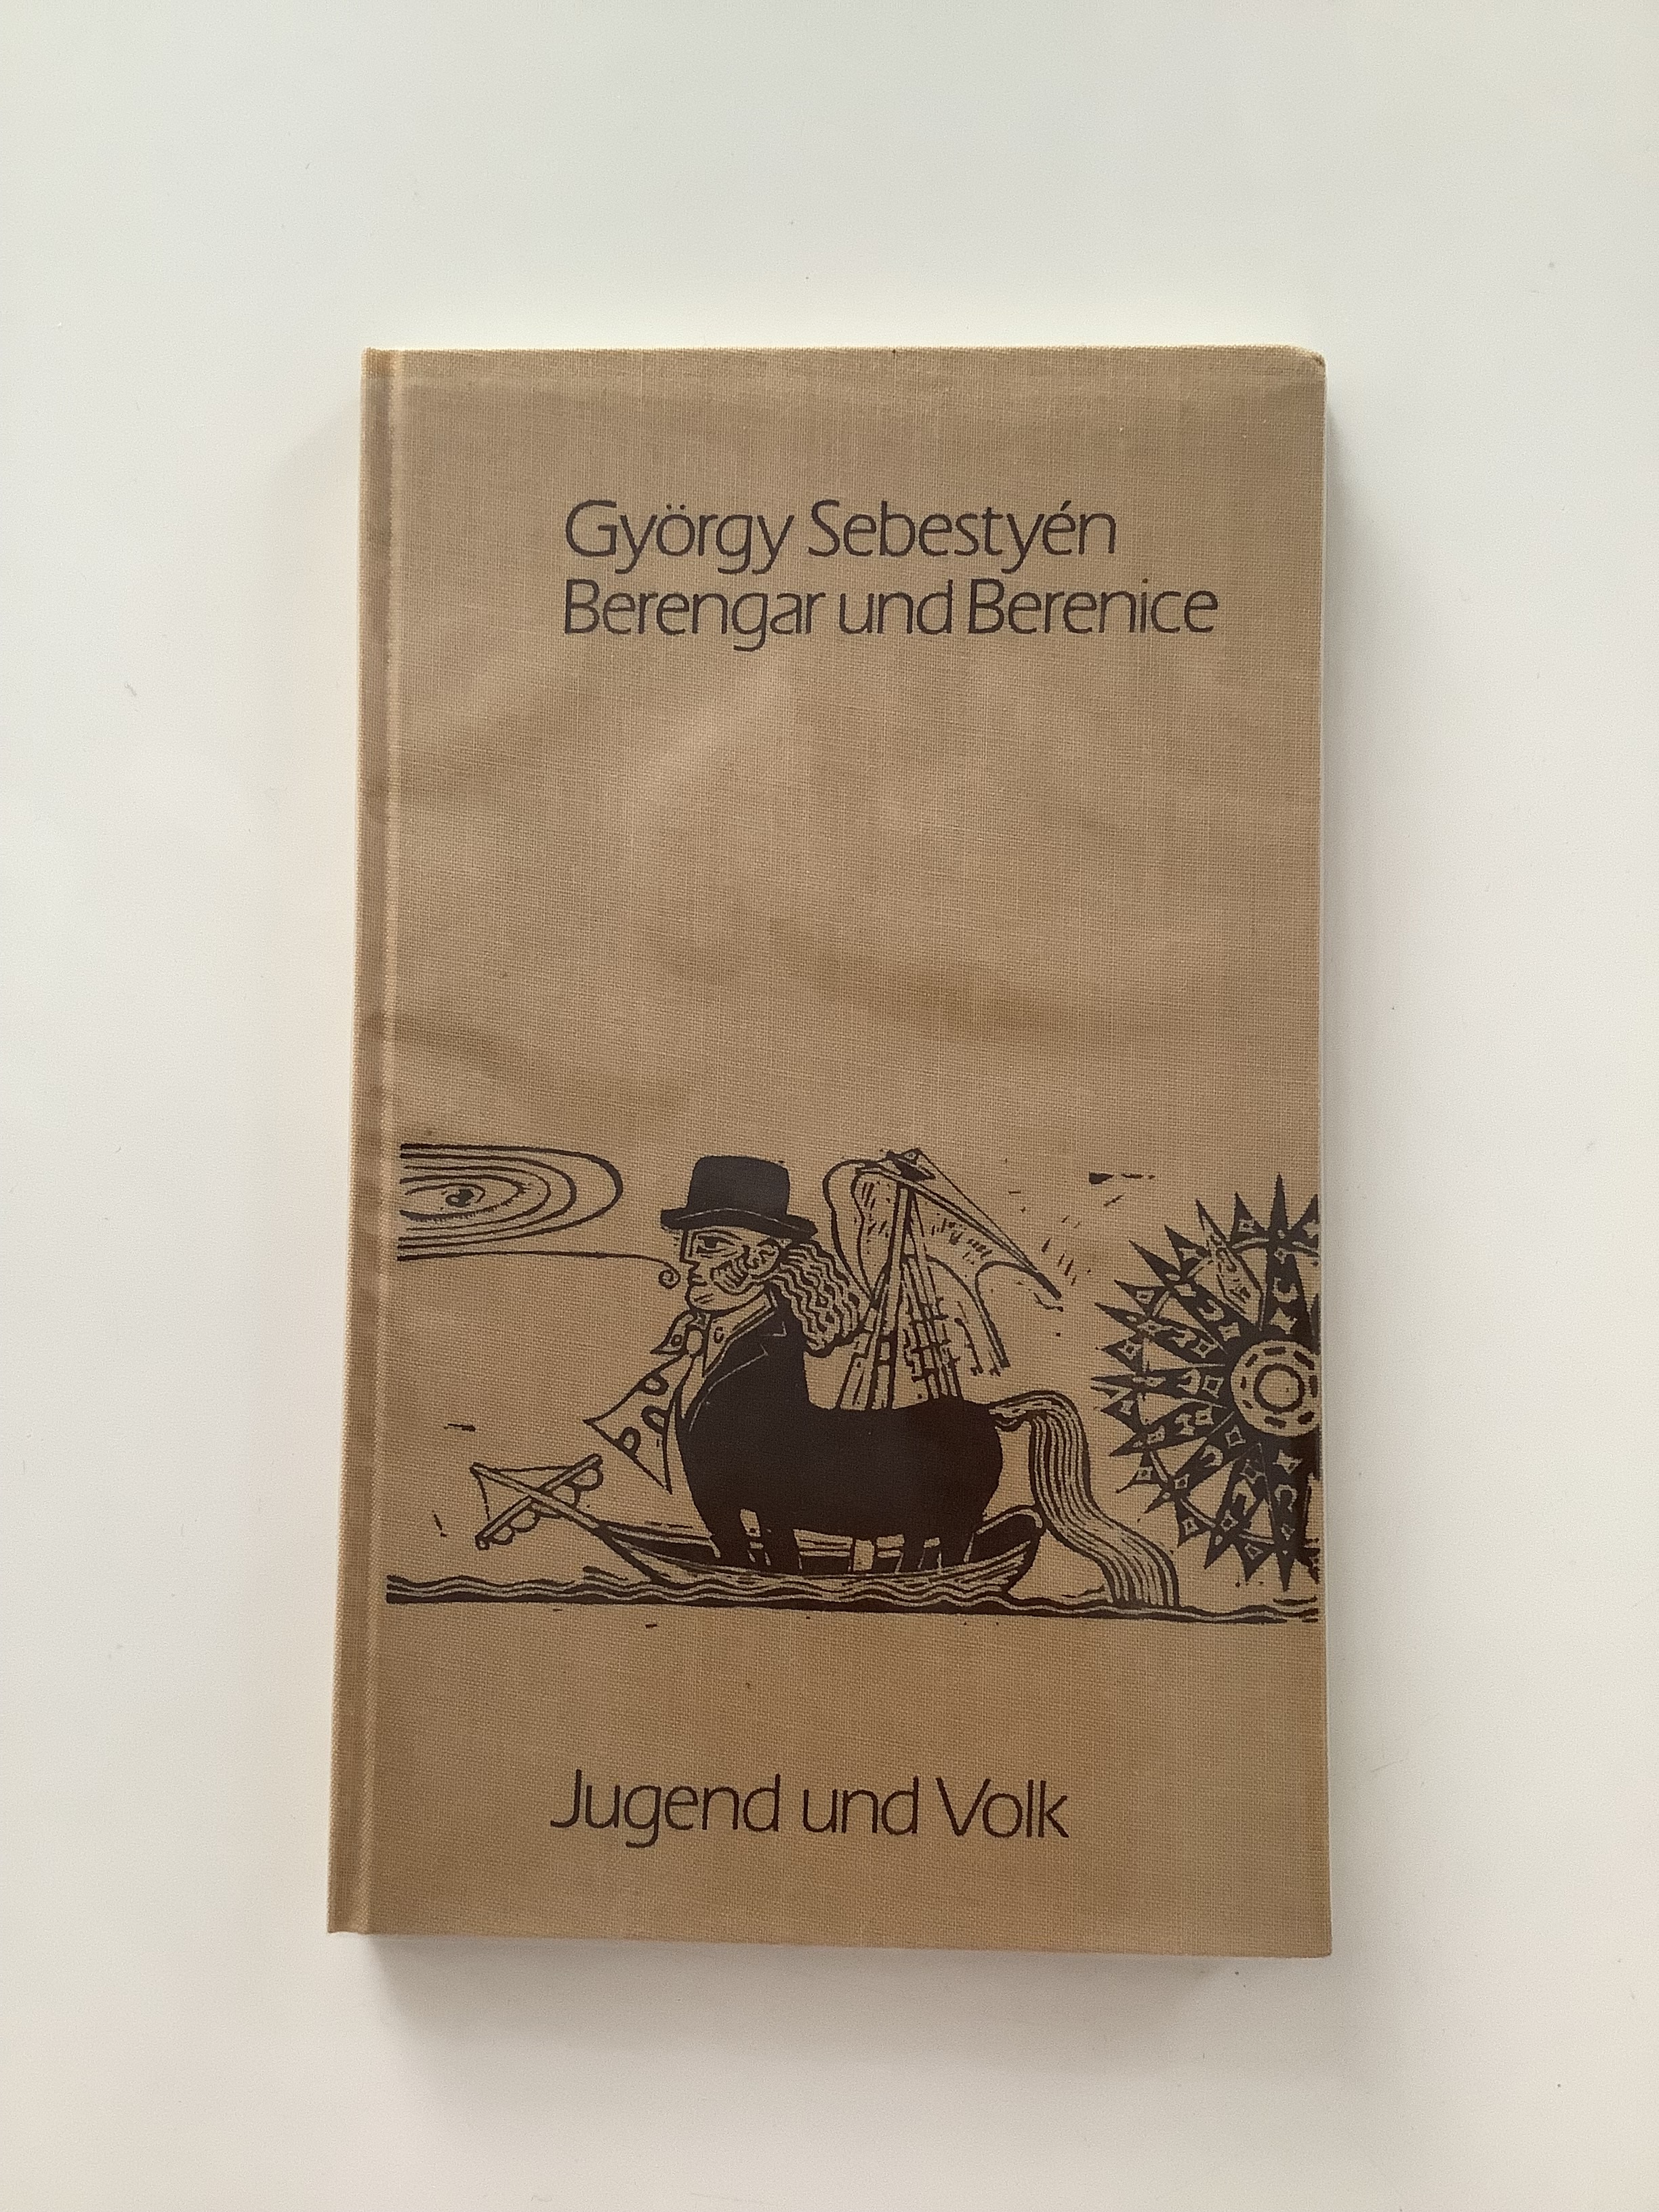 György Sebestyén
Berengar und Berenice
Jugend und Volk